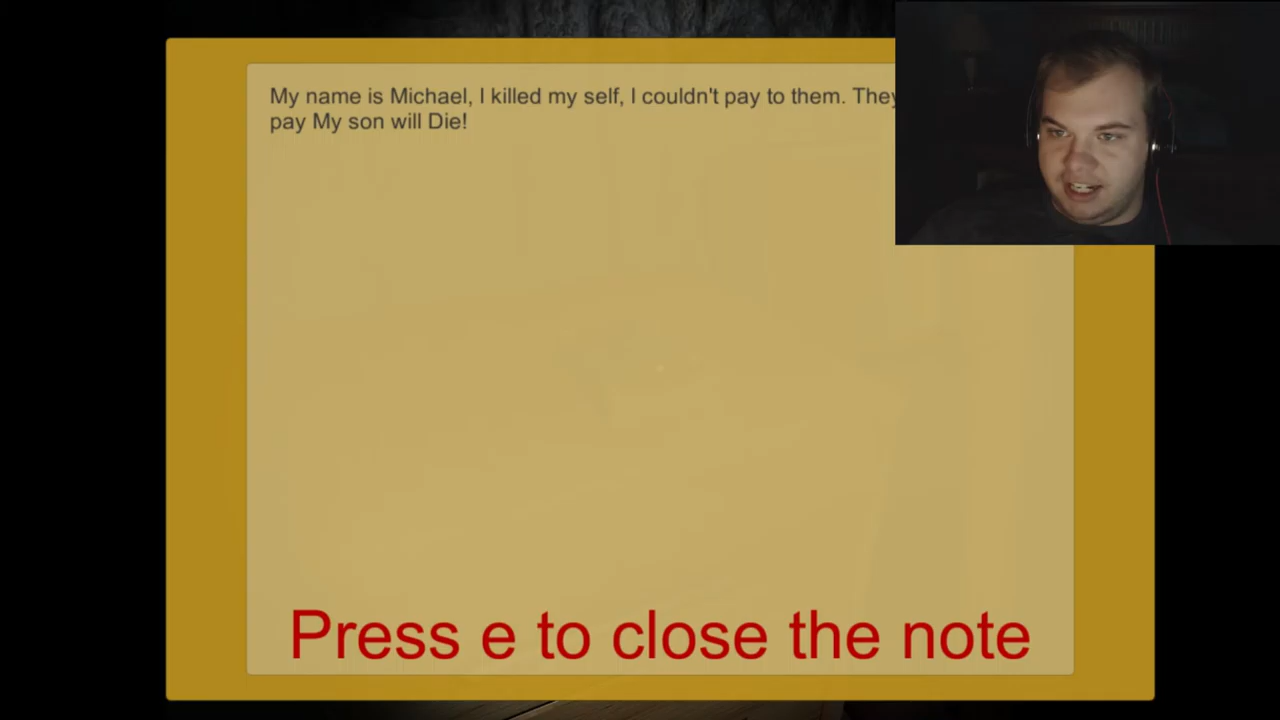 My name is Michael, I killed my self, I couldn't pay to them. They
pay My son will Die!
Press e to close the note